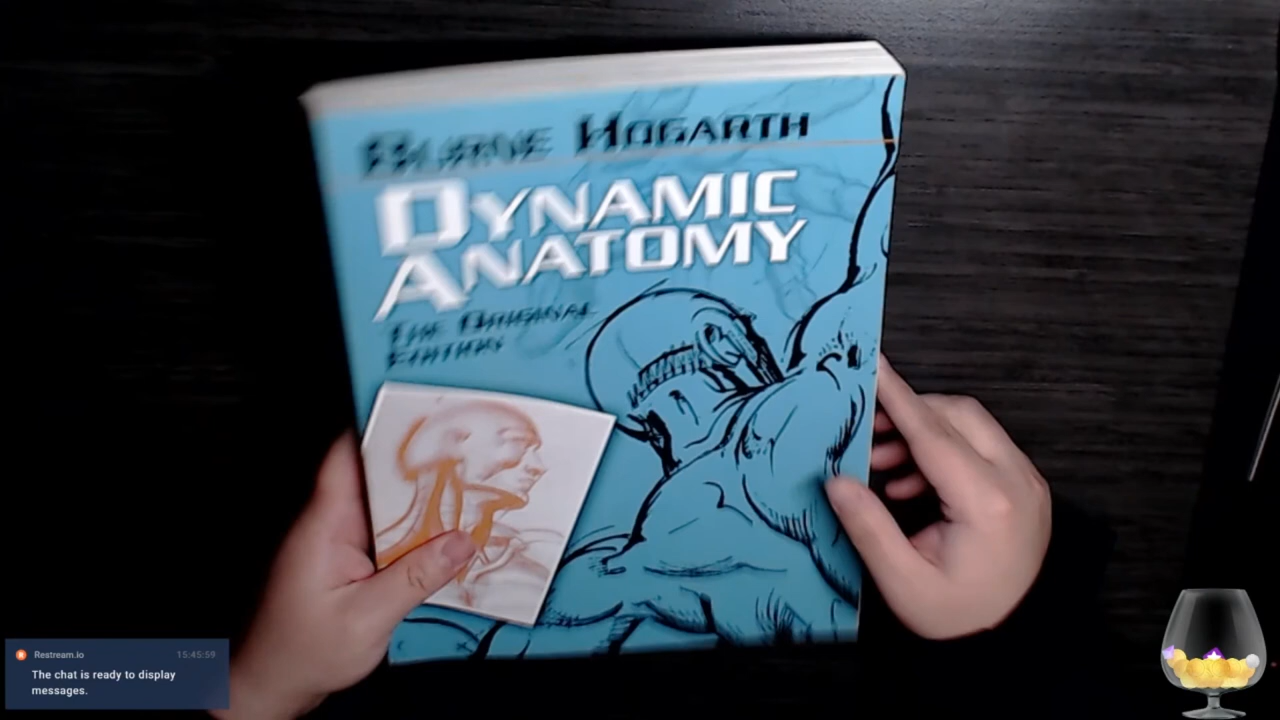 BURNE HOGARTH
DYNAMIC
ANATOMY
THE ORIGINAL
EDITION
Restream.io 15:45:59
The chat is ready to display
messages.